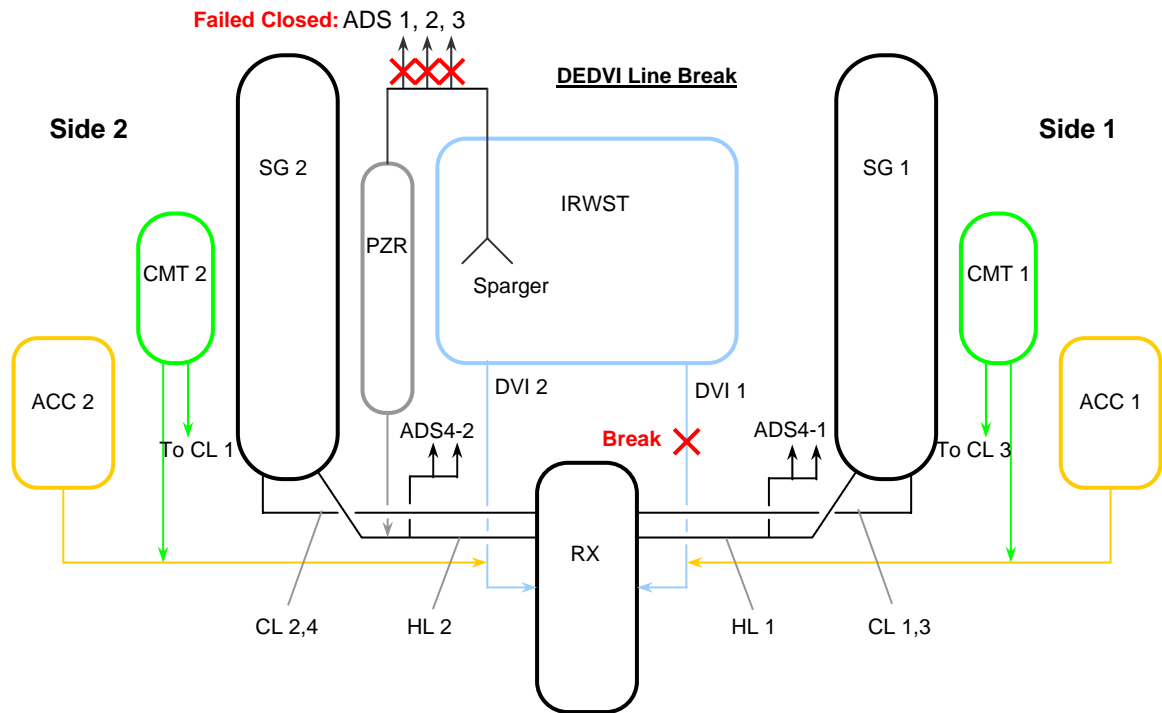 Failed Closed: ADS 1, 2, 3
DEDVI Line Break
Side 2
Side 1
SG 2
SG 1
IRWST
PZR
CMT 2
CMT 1
Sparger
ACC 2
ACC 1
DVI 2
DVI 1
To CL 1
ADS4-2
Break
ADS4-1
To CL 3
RX
CL 2,4
HL 2
HL 1
CL 1,3